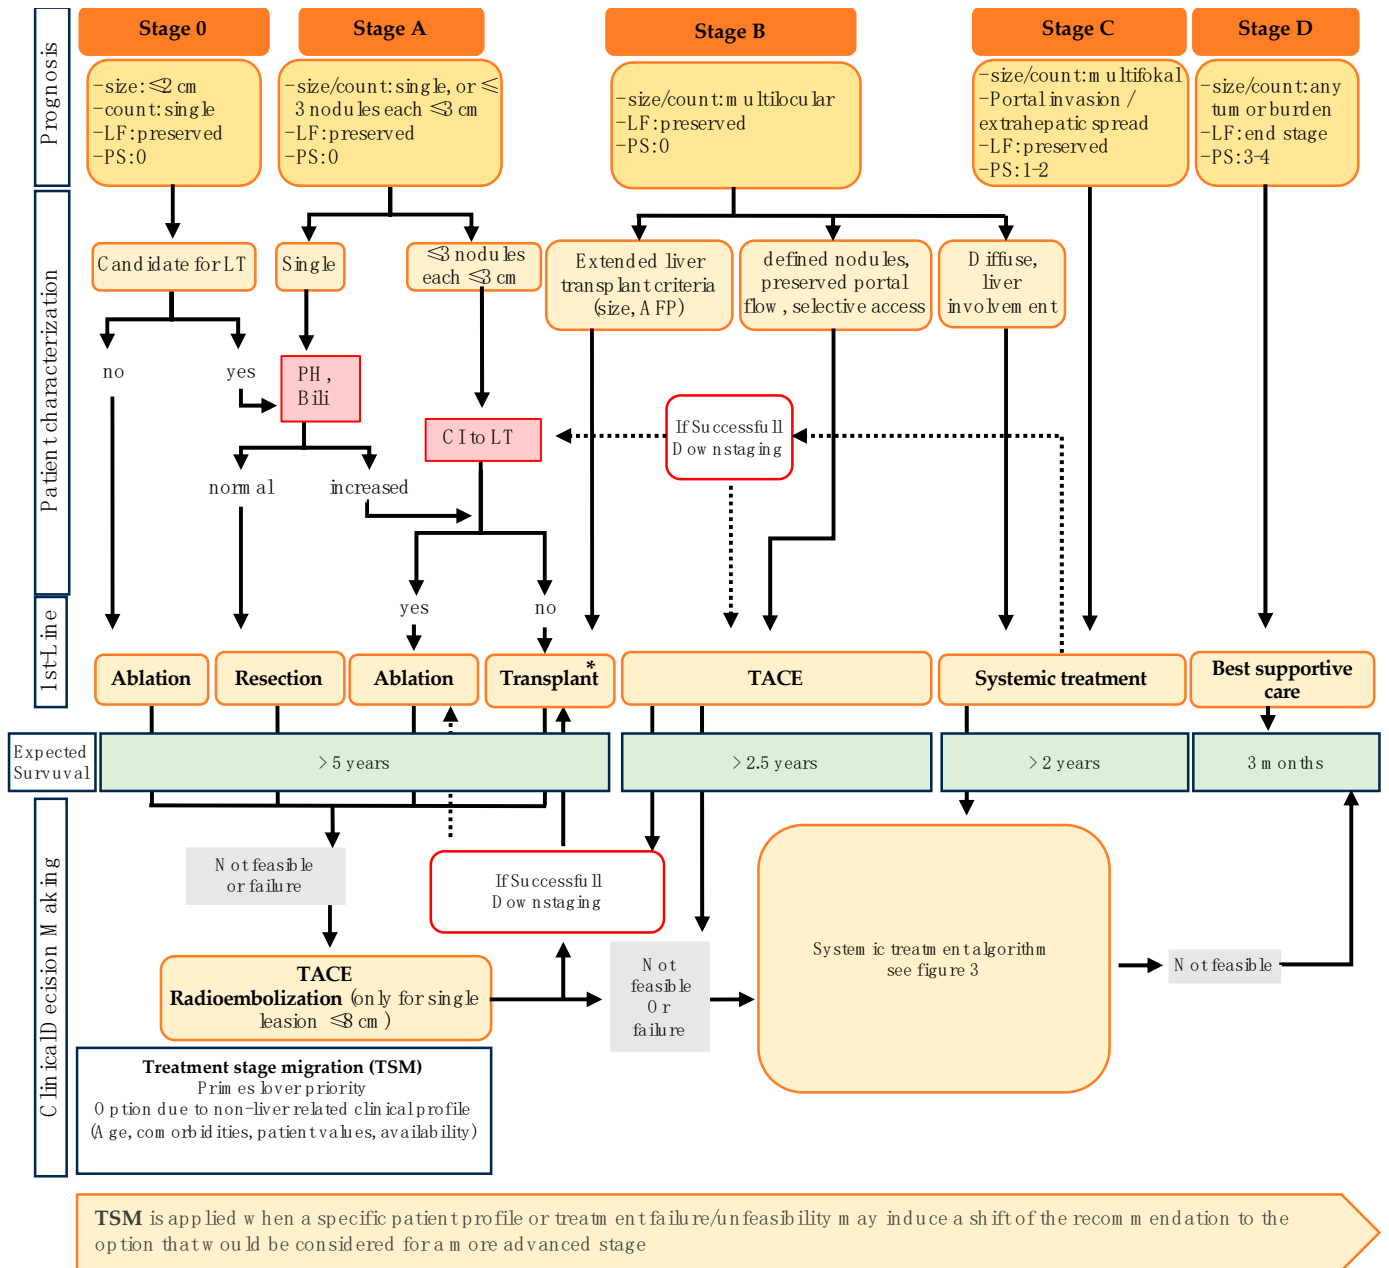 Prognosis
Stage 0
Stage A
Stage B
Stage C
Stage D
-size: ≤2 cm
-count: single
-LF: preserved
-PS:0
-size/count: single, or ≤
3 nodules each ≤3 cm
-LF: preserved
-PS:0
-size/count: multilocular
-LF: preserved
-PS:0
-size/count: multifokal
-Portal invasion /
extrahepatic spread
-LF: preserved
-PS:1-2
-size/count: any
tumor burden
-LF: end stage
-PS:3-4
Patient characterization
Candidate for LT
Single
≤3 nodules
each ≤3 cm
Extended liver
transplant criteria
(size, AFP)
defined nodules,
preserved portal
flow, selective access
Diffuse,
liver
involvement
no
yes
PH,
Bili
CI to LT
If Successfull
Downstaging
normal
increased
yes
no
1st-Line
Ablation
Resection
Ablation
Transplant*
TACE
Systemic treatment
Best supportive
care
Expected
Survuval
> 5 years
> 2.5 years
> 2 years
3 months
Clinical Decision Making
Not feasible
or failure
If Successfull
Downstaging
TACE
Radioembolization (only for single
leasion ≤8 cm)
Not
feasible
Or
failure
Systemic treatment algorithm
see figure 3
Not feasible
Treatment stage migration (TSM)
Primes lover priority
Option due to non-liver related clinical profile
(Age, comorbidities, patient values, availability)
TSM is applied when a specific patient profile or treatment failure/unfeasibility may induce a shift of the recommendation to the
option that would be considered for a more advanced stage